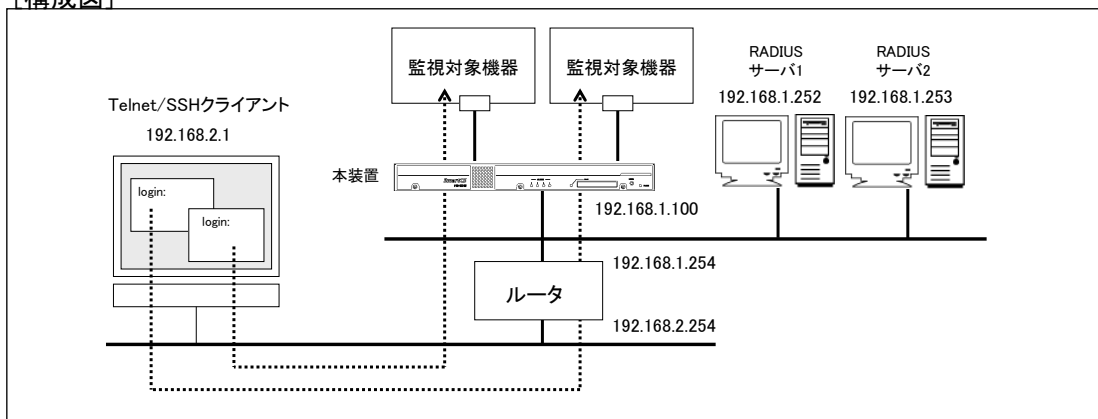 [構成図]
監視対象機器
監視対象機器
RADIUS
サーバ1
192.168.1.252
RADIUS
サーバ2
192.168.1.253
Telnet/SSHクライアント
192.168.2.1
login:
login:
本装置
192.168.1.100
192.168.1.254
ルータ
192.168.2.254